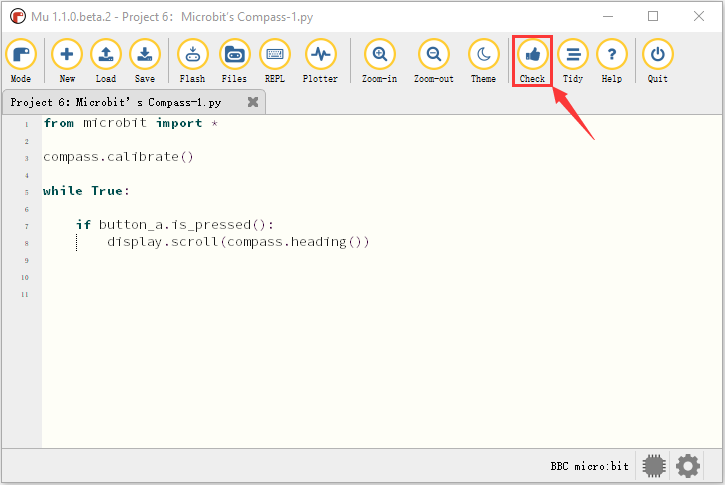 Mu 1.1.0.beta.2 - Project 6: Microbit's Compass-1.py
Mode New Load Save Flash Files REPL Plotter Zoom-in Zoom-out Theme Check Tidy Help Quit
Project 6: Microbit's Compass-1.py
1 from microbit import *
2
3 compass.calibrate()
4
5 while True:
6
7 if button_a.is_pressed():
8 display.scroll(compass.heading())
9
10
11
BBC micro:bit